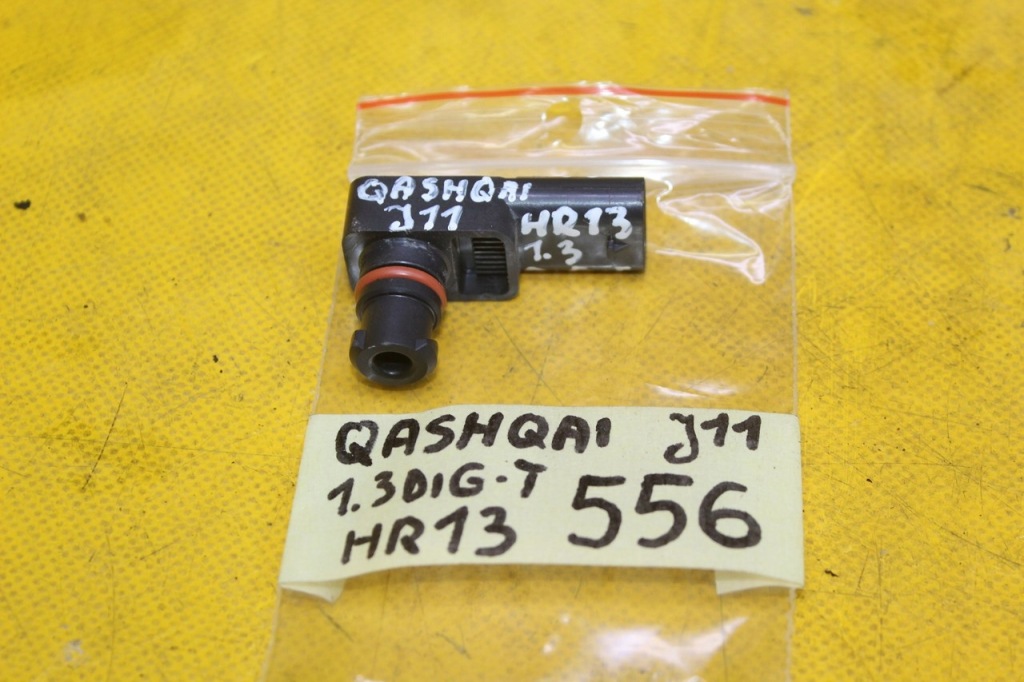 QASHQAI
J11
HR13
1.3
QASHQAI J11
1.3DIG-T
HR13 556